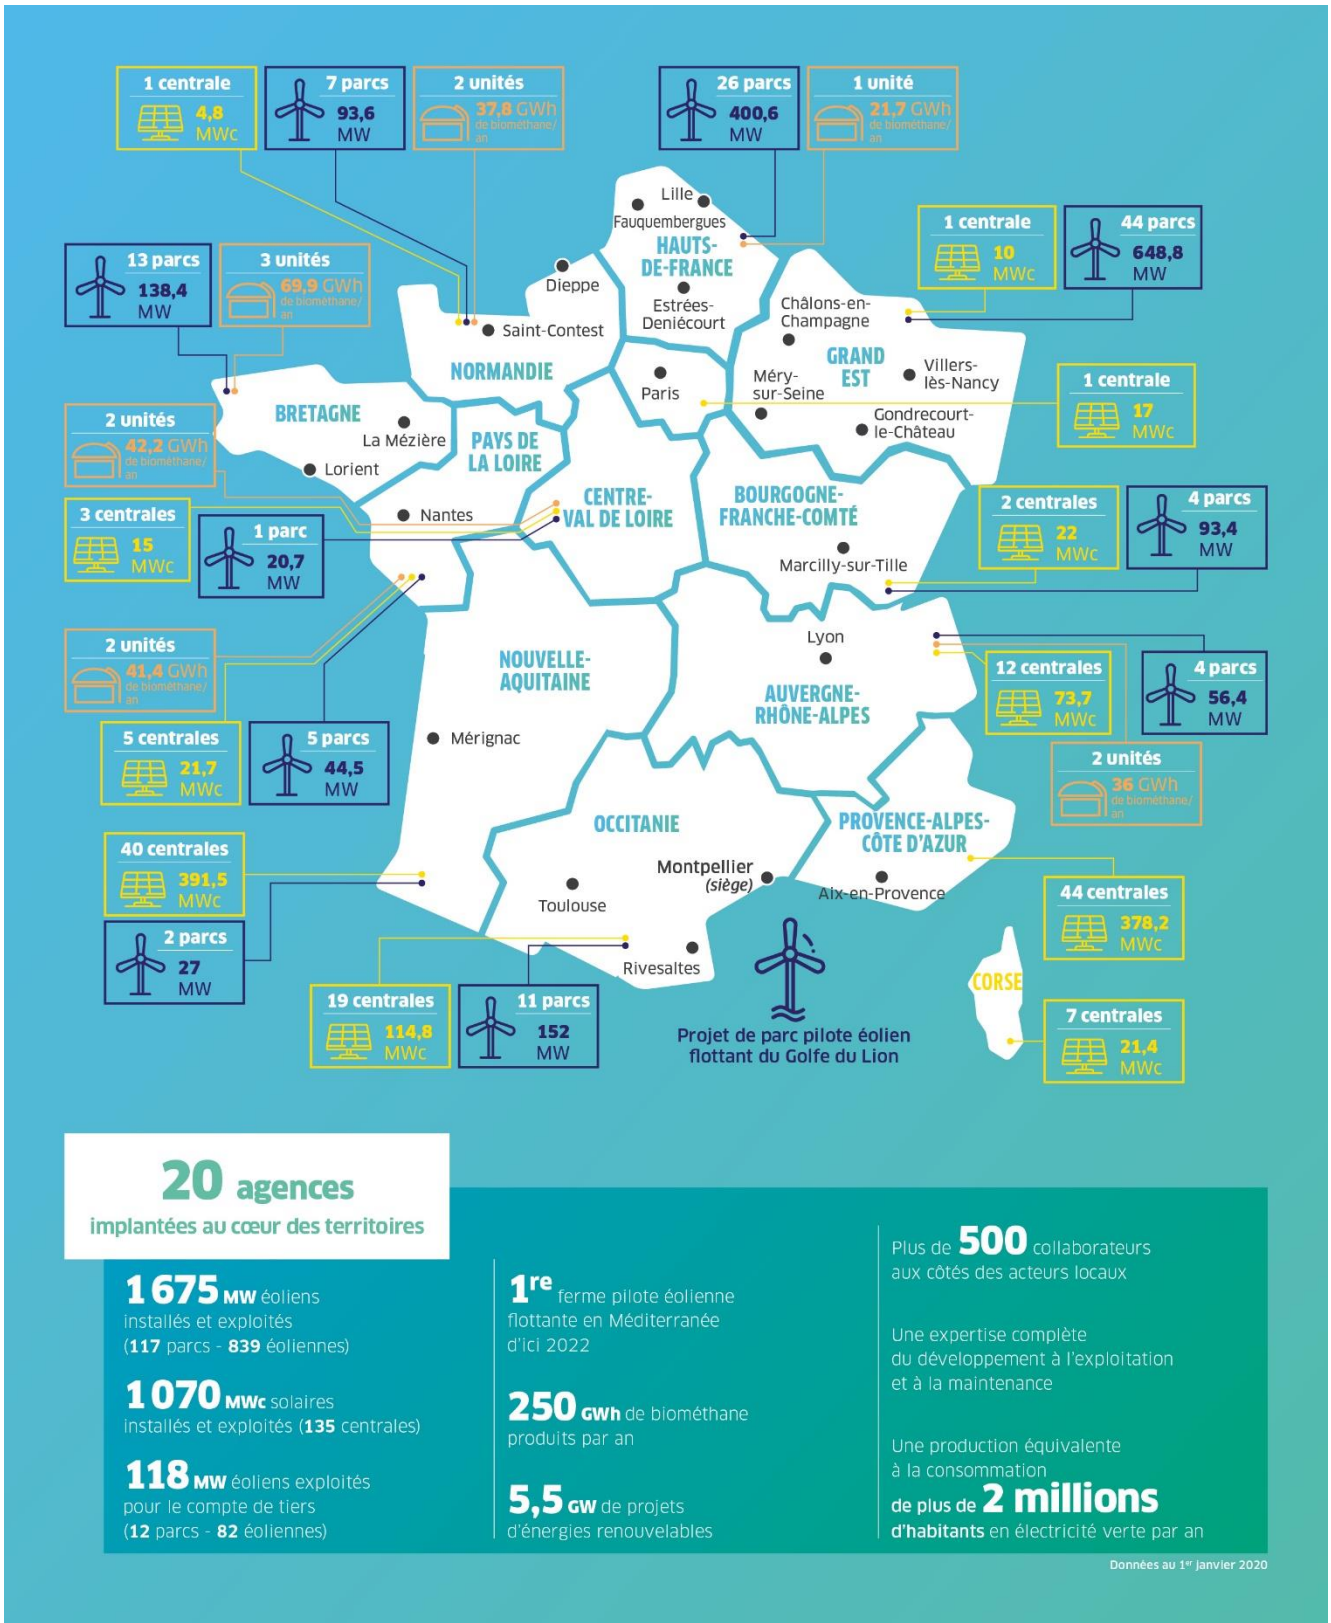 1 centrale
4,8
MWc
7 parcs
93,6
MW
2 unités
37,8 GWh
de biométhane/
an
26 parcs
400,6
MW
1 unité
21,7 GWh
de biométhane/
an
1 centrale
10
MWc
44 parcs
648,8
MW
13 parcs
138,4
MW
3 unités
69,9 GWh
de biométhane/
an
Lille
Fauquembergues
HAUTS-
DE-FRANCE
Estrées-
Deniécourt
Dieppe
Saint-Contest
NORMANDIE
Châlons-en-
Champagne
GRAND
EST
Villers-
lès-Nancy
Méry-
sur-Seine
Gondrecourt-
le-Château
Paris
1 centrale
17
MWc
BRETAGNE
La Mézière
Lorient
PAYS DE
LA LOIRE
Nantes
CENTRE-
VAL DE LOIRE
BOURGOGNE-
FRANCHE-COMTÉ
Marcilly-sur-Tille
2 unités
42,2 GWh
de biométhane/
an
3 centrales
15
MWc
1 parc
20,7
MW
2 centrales
22
MWc
4 parcs
93,4
MW
2 unités
41,4 GWh
de biométhane/
an
5 centrales
21,7
MWc
5 parcs
44,5
MW
NOUVELLE-
AQUITAINE
Mérignac
Lyon
AUVERGNE-
RHÔNE-ALPES
12 centrales
73,7
MWc
4 parcs
56,4
MW
2 unités
36 GWh
de biométhane/
an
40 centrales
391,5
MWc
2 parcs
27
MW
OCCITANIE
Montpellier
(siège)
Toulouse
Rivesaltes
PROVENCE-ALPES-
CÔTE D'AZUR
Aix-en-Provence
44 centrales
378,2
MWc
19 centrales
114,8
MWc
11 parcs
152
MW
Projet de parc pilote éolien
flottant du Golfe du Lion
CORSE
7 centrales
21,4
MWc
20 agences
implantées au cœur des territoires
1 675 MW éoliens
installés et exploités
(117 parcs - 839 éoliennes)
1 070 MWc solaires
installés et exploités (135 centrales)
118 MW éoliens exploités
pour le compte de tiers
(12 parcs - 82 éoliennes)
1re ferme pilote éolienne
flottante en Méditerranée
d'ici 2022
250 GWh de biométhane
produits par an
5,5 GW de projets
d'énergies renouvelables
Plus de 500 collaborateurs
aux côtés des acteurs locaux
Une expertise complète
du développement à l'exploitation
et à la maintenance
Une production équivalente
à la consommation
de plus de 2 millions
d'habitants en électricité verte par an
Données au 1er janvier 2020